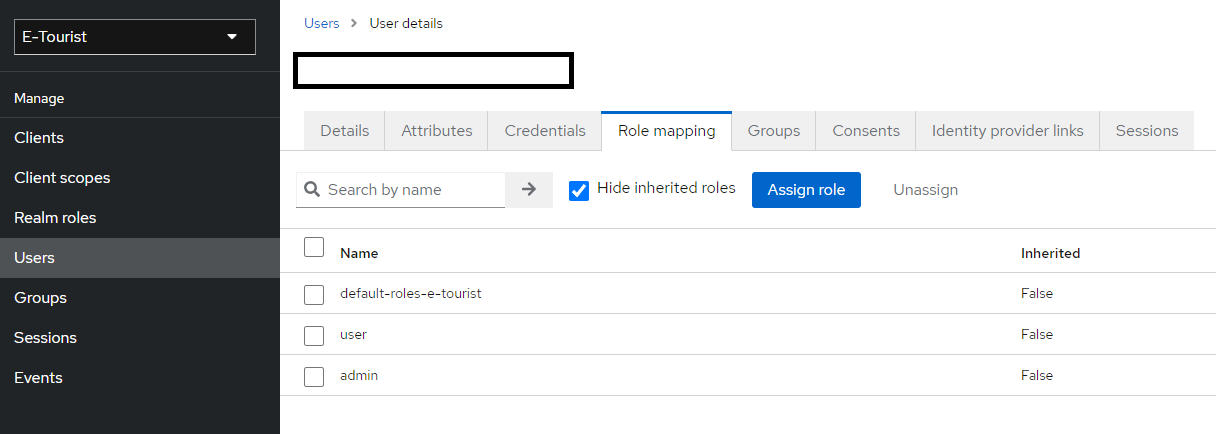 E-Tourist
Manage
Clients
Client scopes
Realm roles
Users
Groups
Sessions
Events
Users > User details
Details Attributes Credentials Role mapping Groups Consents Identity provider links Sessions
Search by name Hide inherited roles Assign role Unassign
Name Inherited
default-roles-e-tourist False
user False
admin False